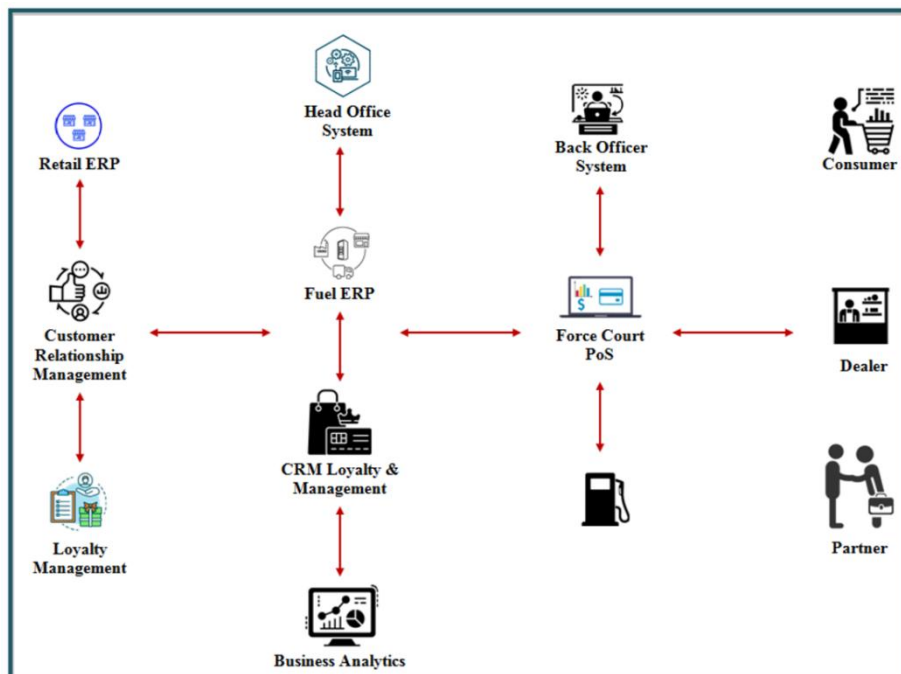 Head Office
System
Retail ERP
Back Officer
System
Consumer
Fuel ERP
Customer
Relationship
Management
Force Court
PoS
Dealer
CRM Loyalty &
Management
Loyalty
Management
Partner
Business Analytics